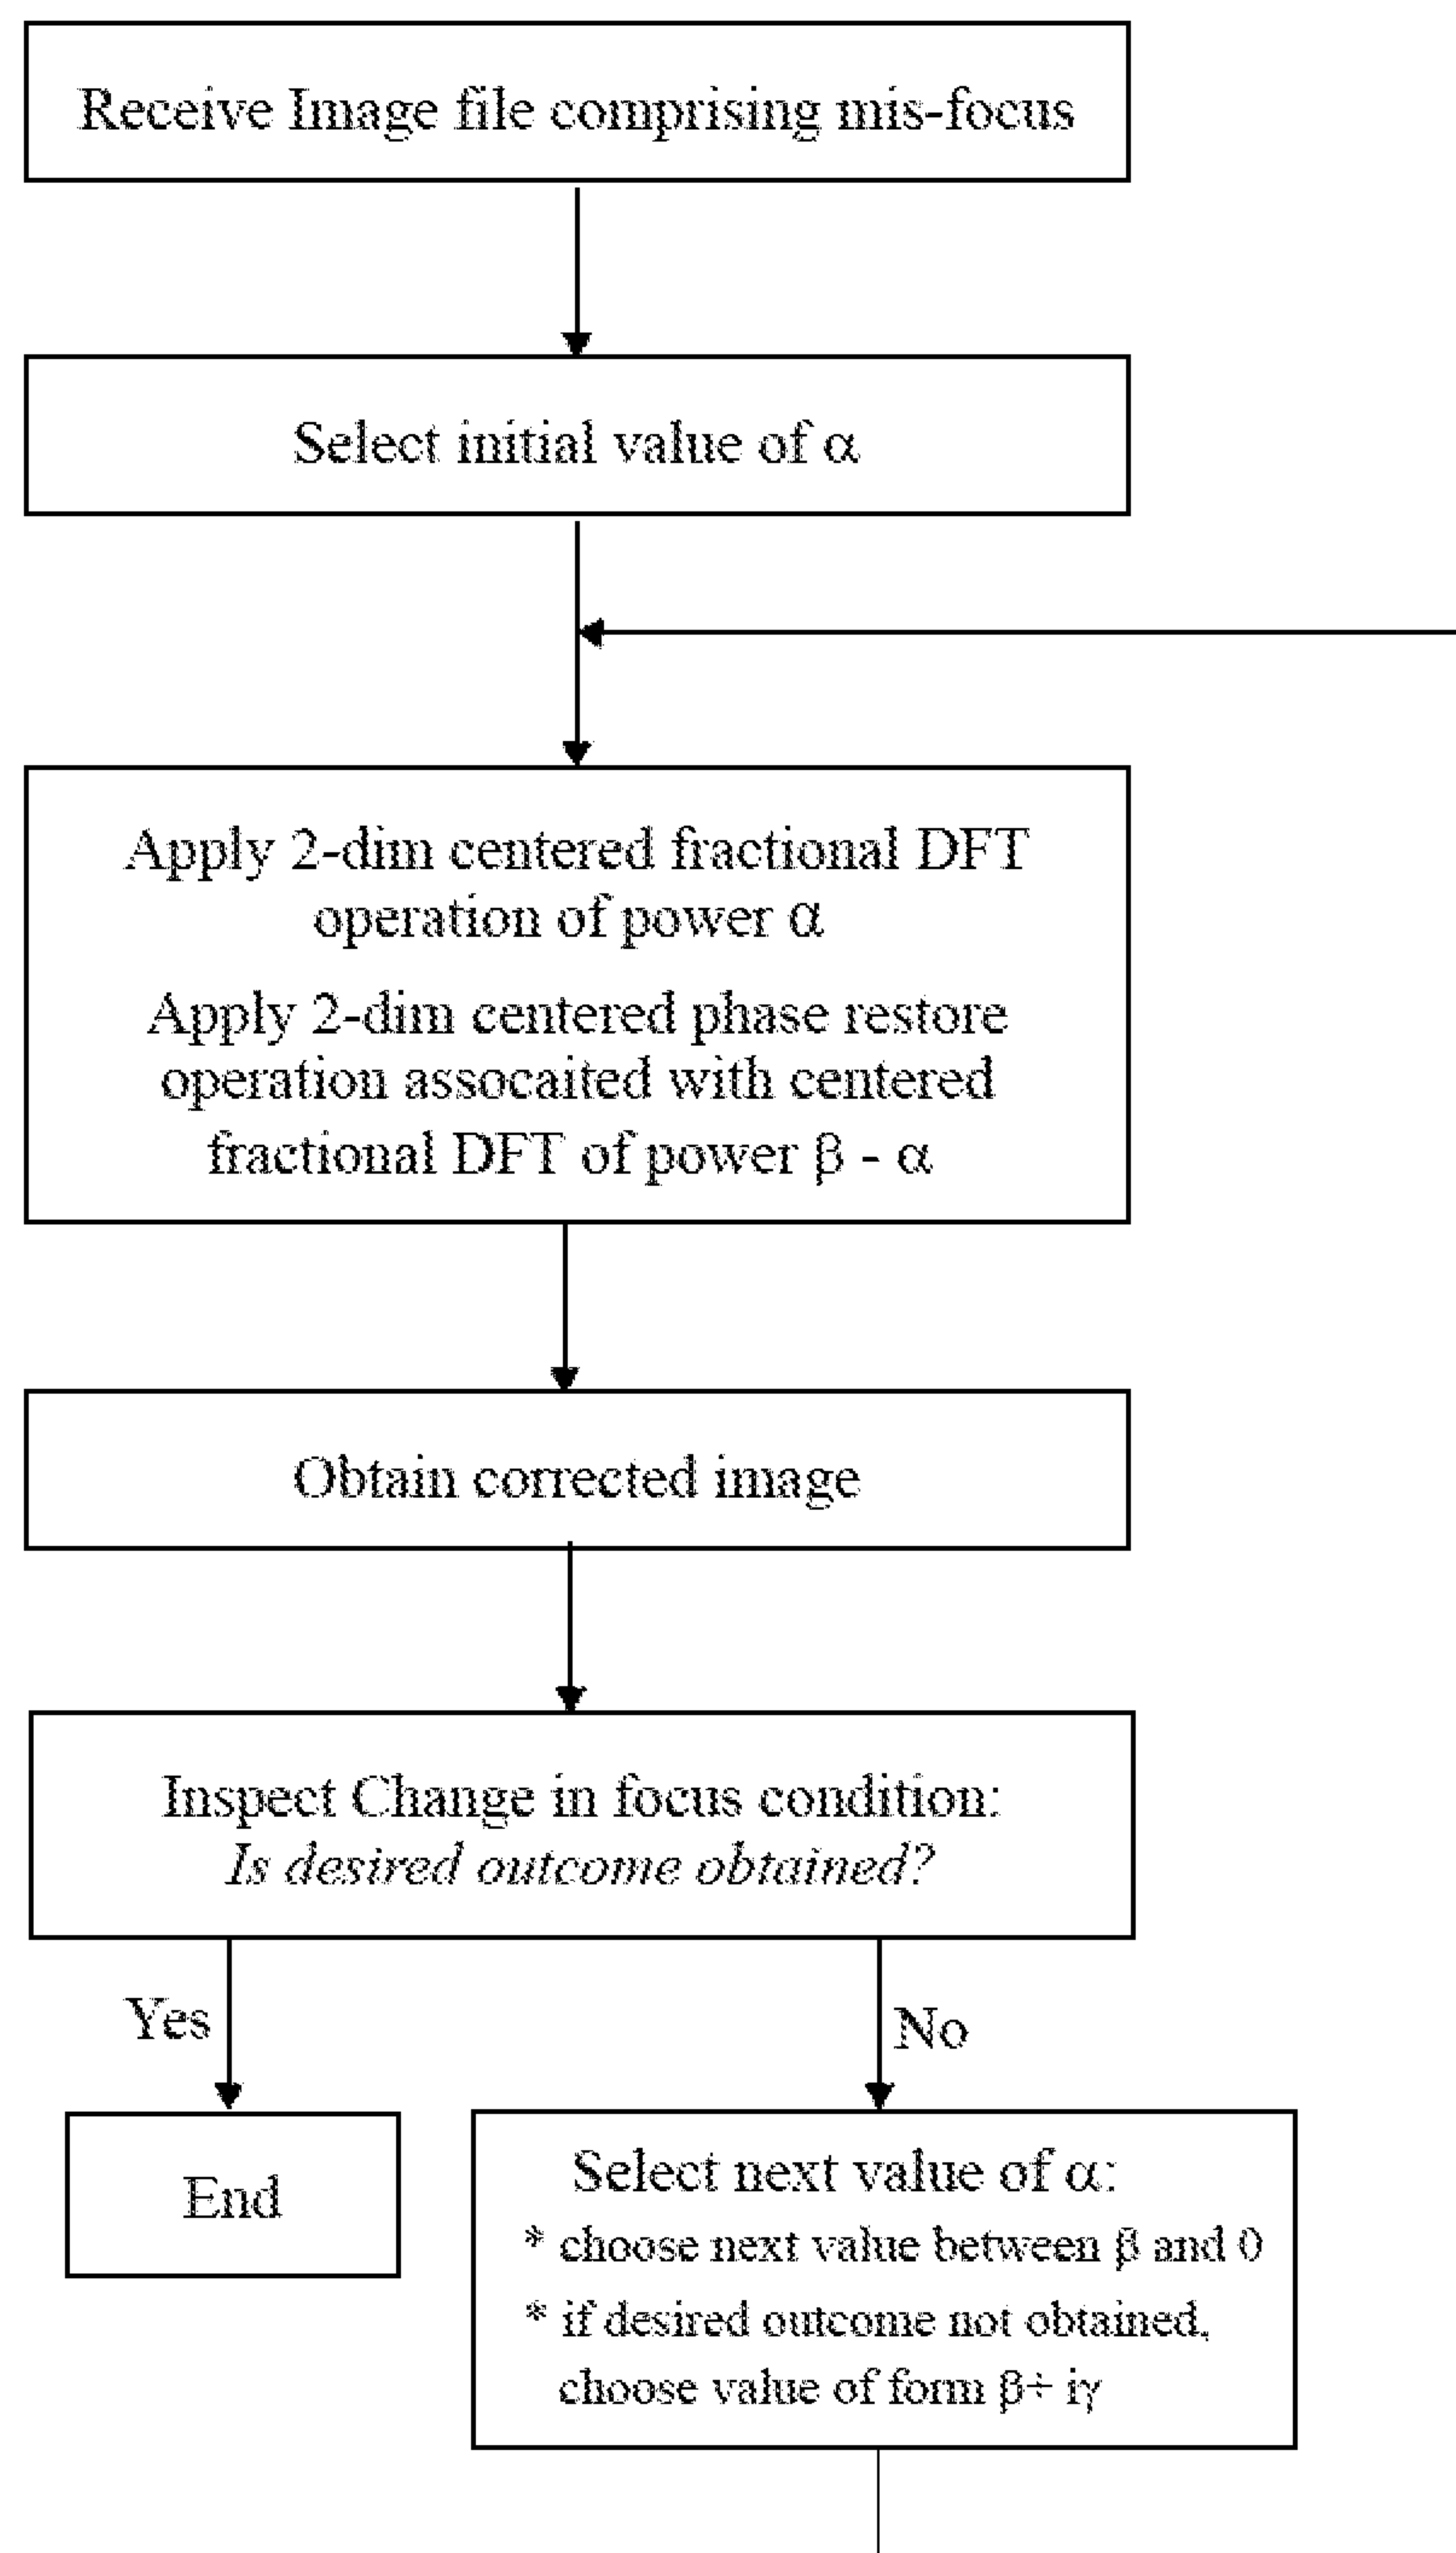 Receive Image file comprising mis-focus
Select initial value of α
Apply 2-dim centered fractional DFT
operation of power α
Apply 2-dim centered phase restore
operation assocaited with centered
fractional DFT of power β - α
Obtain corrected image
Inspect Change in focus condition:
Is desired outcome obtained?
Yes
No
End
Select next value of α:
* choose next value between β and 0
* if desired outcome not obtained,
choose value of form β+ iγ